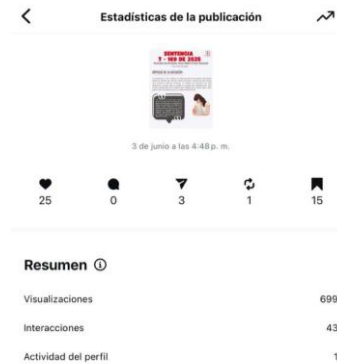 Estadísticas de la publicación
SENTENCIA
3 de junio a las 4:48 p. m.
25 0 3 1 15
Resumen
Visualizaciones 699
Interacciones 43
Actividad del perfil 1